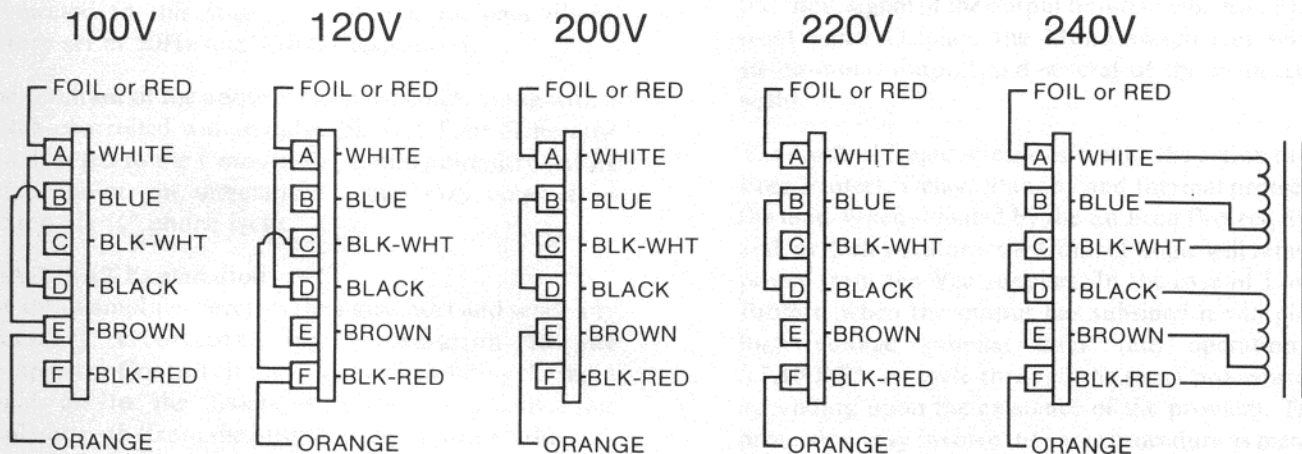 100V
FOIL or RED
A WHITE
B BLUE
C BLK-WHT
D BLACK
E BROWN
F BLK-RED
ORANGE
120V
FOIL or RED
A WHITE
B BLUE
C BLK-WHT
D BLACK
E BROWN
F BLK-RED
ORANGE
200V
FOIL or RED
A WHITE
B BLUE
C BLK-WHT
D BLACK
E BROWN
F BLK-RED
ORANGE
220V
FOIL or RED
A WHITE
B BLUE
C BLK-WHT
D BLACK
E BROWN
F BLK-RED
ORANGE
240V
FOIL or RED
A WHITE
B BLUE
C BLK-WHT
D BLACK
E BROWN
F BLK-RED
ORANGE